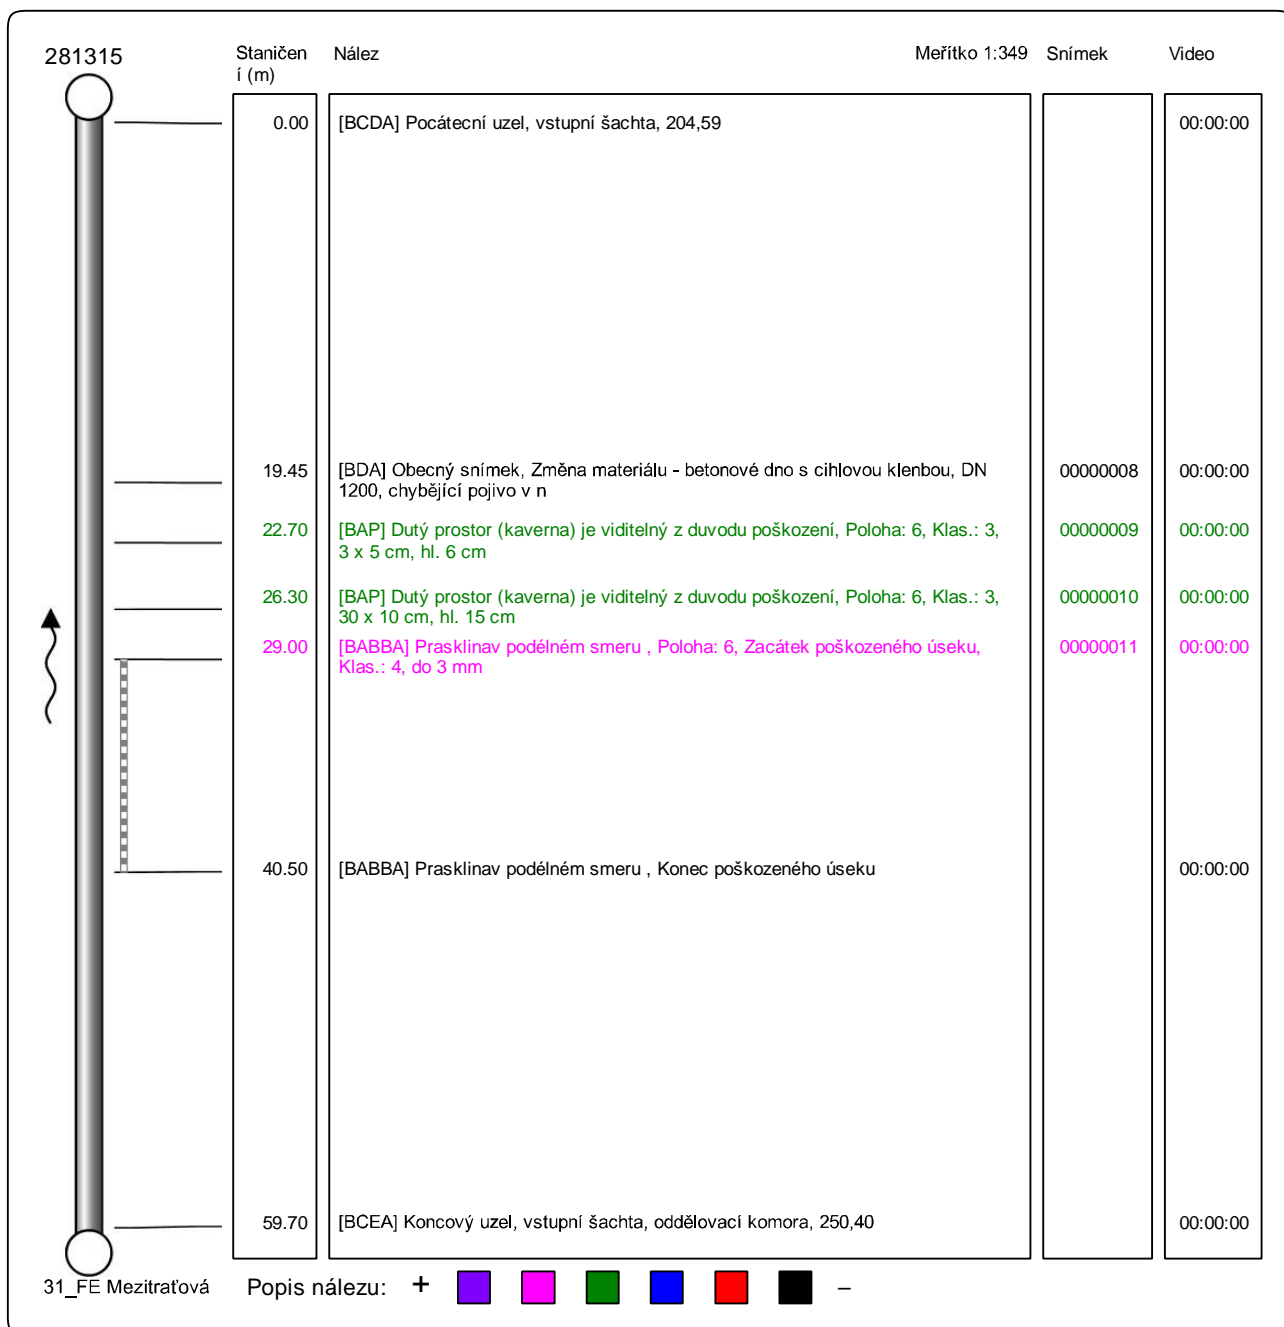 281315
Staničen
í (m)
Nález
Meřítko 1:349
Snímek
Video
0.00 [BCDA] Pocátecní uzel, vstupní šachta, 204,59 00:00:00
19.45 [BDA] Obecný snímek, Změna materiálu - betonové dno s cihlovou klenbou, DN 00000008 00:00:00
1200, chybějící pojivo v n
22.70 [BAP] Dutý prostor (kaverna) je viditelný z duvodu poškození, Poloha: 6, Klas.: 3, 00000009 00:00:00
3 x 5 cm, hl. 6 cm
26.30 [BAP] Dutý prostor (kaverna) je viditelný z duvodu poškození, Poloha: 6, Klas.: 3, 00000010 00:00:00
30 x 10 cm, hl. 15 cm
29.00 [BABBA] Prasklinav podélném smeru , Poloha: 6, Zacátek poškozeného úseku, 00000011 00:00:00
Klas.: 4, do 3 mm
40.50 [BABBA] Prasklinav podélném smeru , Konec poškozeného úseku 00:00:00
59.70 [BCEA] Koncový uzel, vstupní šachta, oddělovací komora, 250,40 00:00:00
31_FE Mezitraťová
Popis nálezu: + –